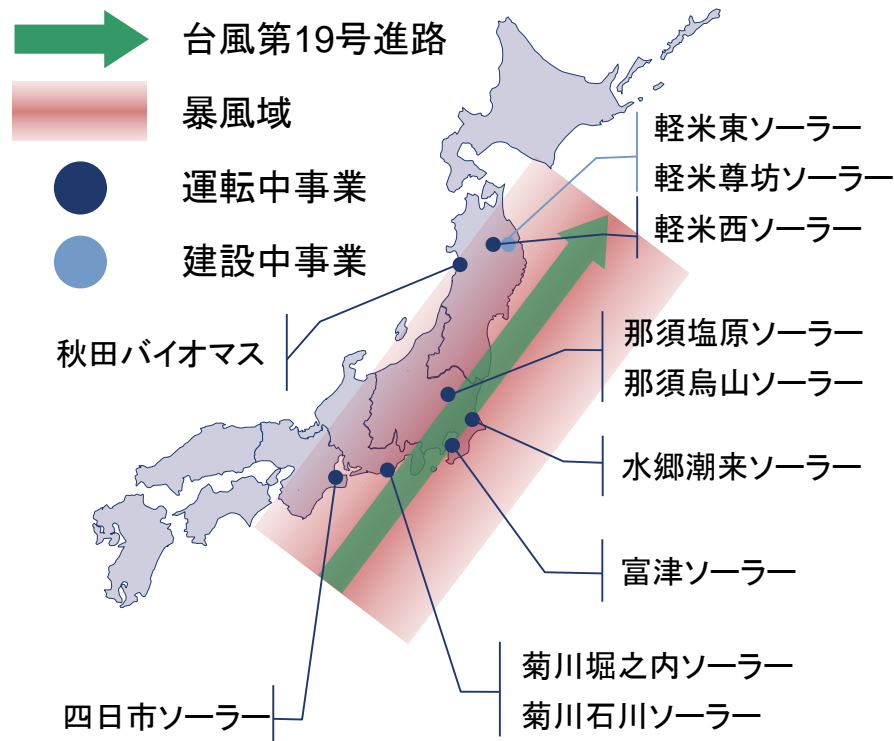 台風第19号進路
暴風域
運転中事業
建設中事業
軽米東ソーラー
軽米尊坊ソーラー
軽米西ソーラー
秋田バイオマス
那須塩原ソーラー
那須烏山ソーラー
水郷潮来ソーラー
富津ソーラー
菊川堀之内ソーラー
菊川石川ソーラー
四日市ソーラー